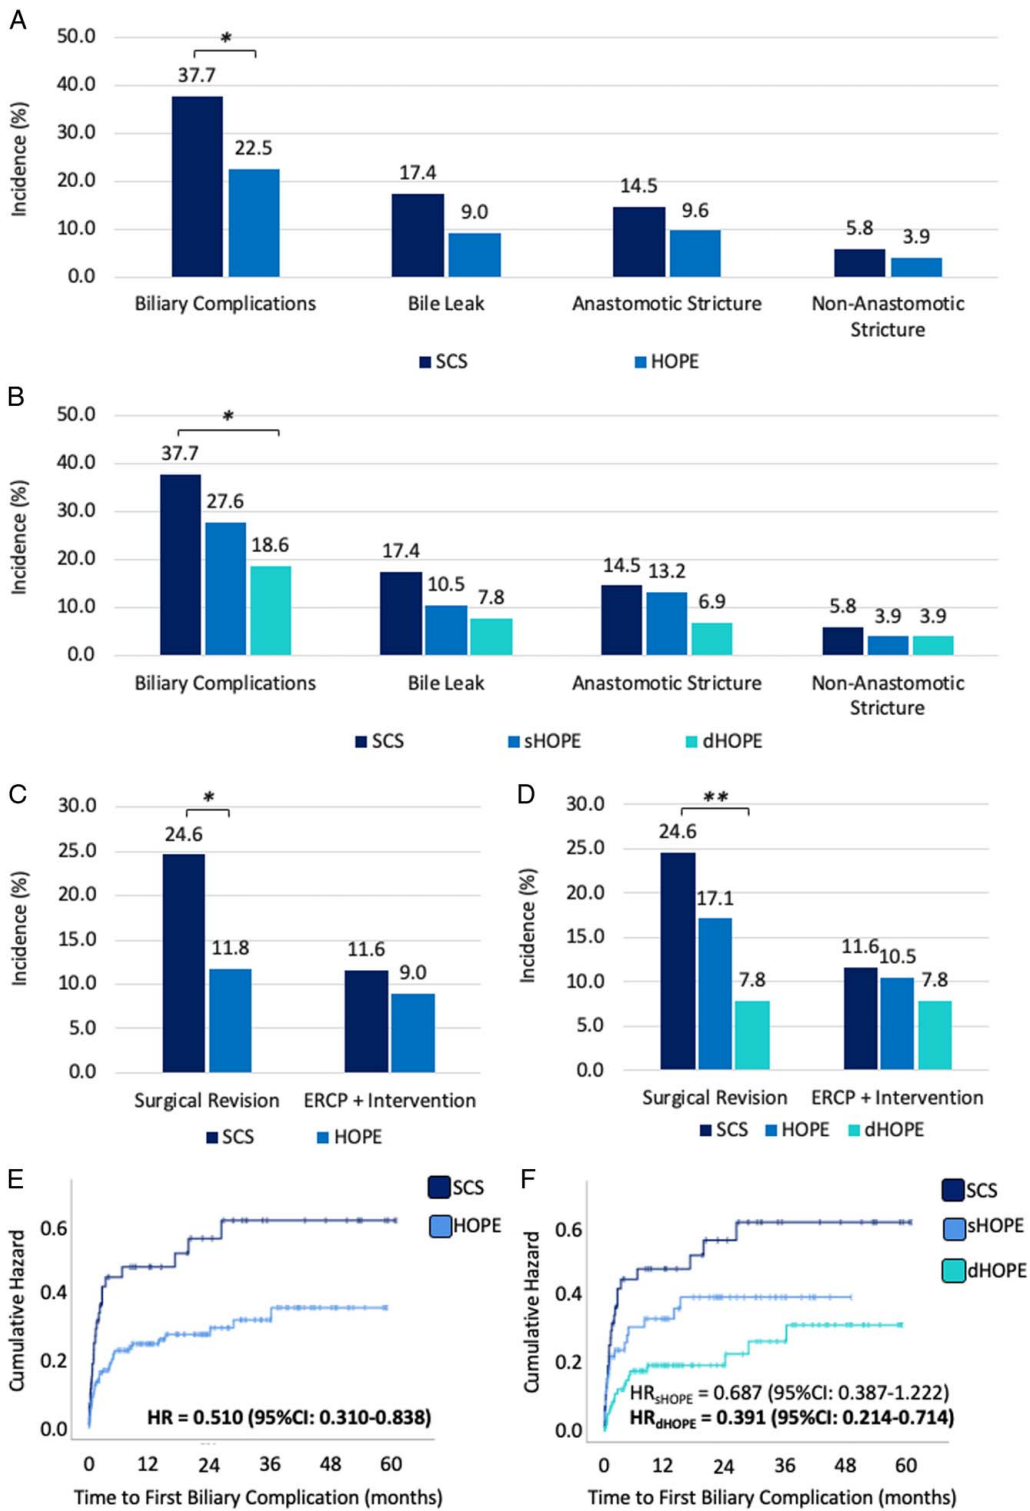 A
50.0
40.0
30.0
20.0
10.0
0.0
Incidence (%)
*
37.7
22.5
17.4
9.0
14.5
9.6
5.8
3.9
Biliary Complications
Bile Leak
Anastomotic Stricture
Non-Anastomotic
Stricture
SCS
HOPE
B
50.0
40.0
30.0
20.0
10.0
0.0
Incidence (%)
*
37.7
27.6
18.6
17.4
10.5
7.8
14.5
13.2
6.9
5.8
3.9
3.9
Biliary Complications
Bile Leak
Anastomotic Stricture
Non-Anastomotic
Stricture
SCS
sHOPE
dHOPE
C
30.0
25.0
20.0
15.0
10.0
5.0
0.0
Incidence (%)
*
24.6
11.8
11.6
9.0
Surgical Revision
ERCP + Intervention
SCS
HOPE
D
30.0
25.0
20.0
15.0
10.0
5.0
0.0
Incidence (%)
**
24.6
17.1
7.8
11.6
10.5
7.8
Surgical Revision
ERCP + Intervention
SCS
HOPE
dHOPE
E
SCS
HOPE
0.6
0.4
0.2
0.0
Cumulative Hazard
HR = 0.510 (95%CI: 0.310-0.838)
0 12 24 36 48 60
Time to First Biliary Complication (months)
F
SCS
sHOPE
dHOPE
0.6
0.4
0.2
0.0
Cumulative Hazard
HRsHOPE = 0.687 (95%CI: 0.387-1.222)
HRdHOPE = 0.391 (95%CI: 0.214-0.714)
0 12 24 36 48 60
Time to First Biliary Complication (months)